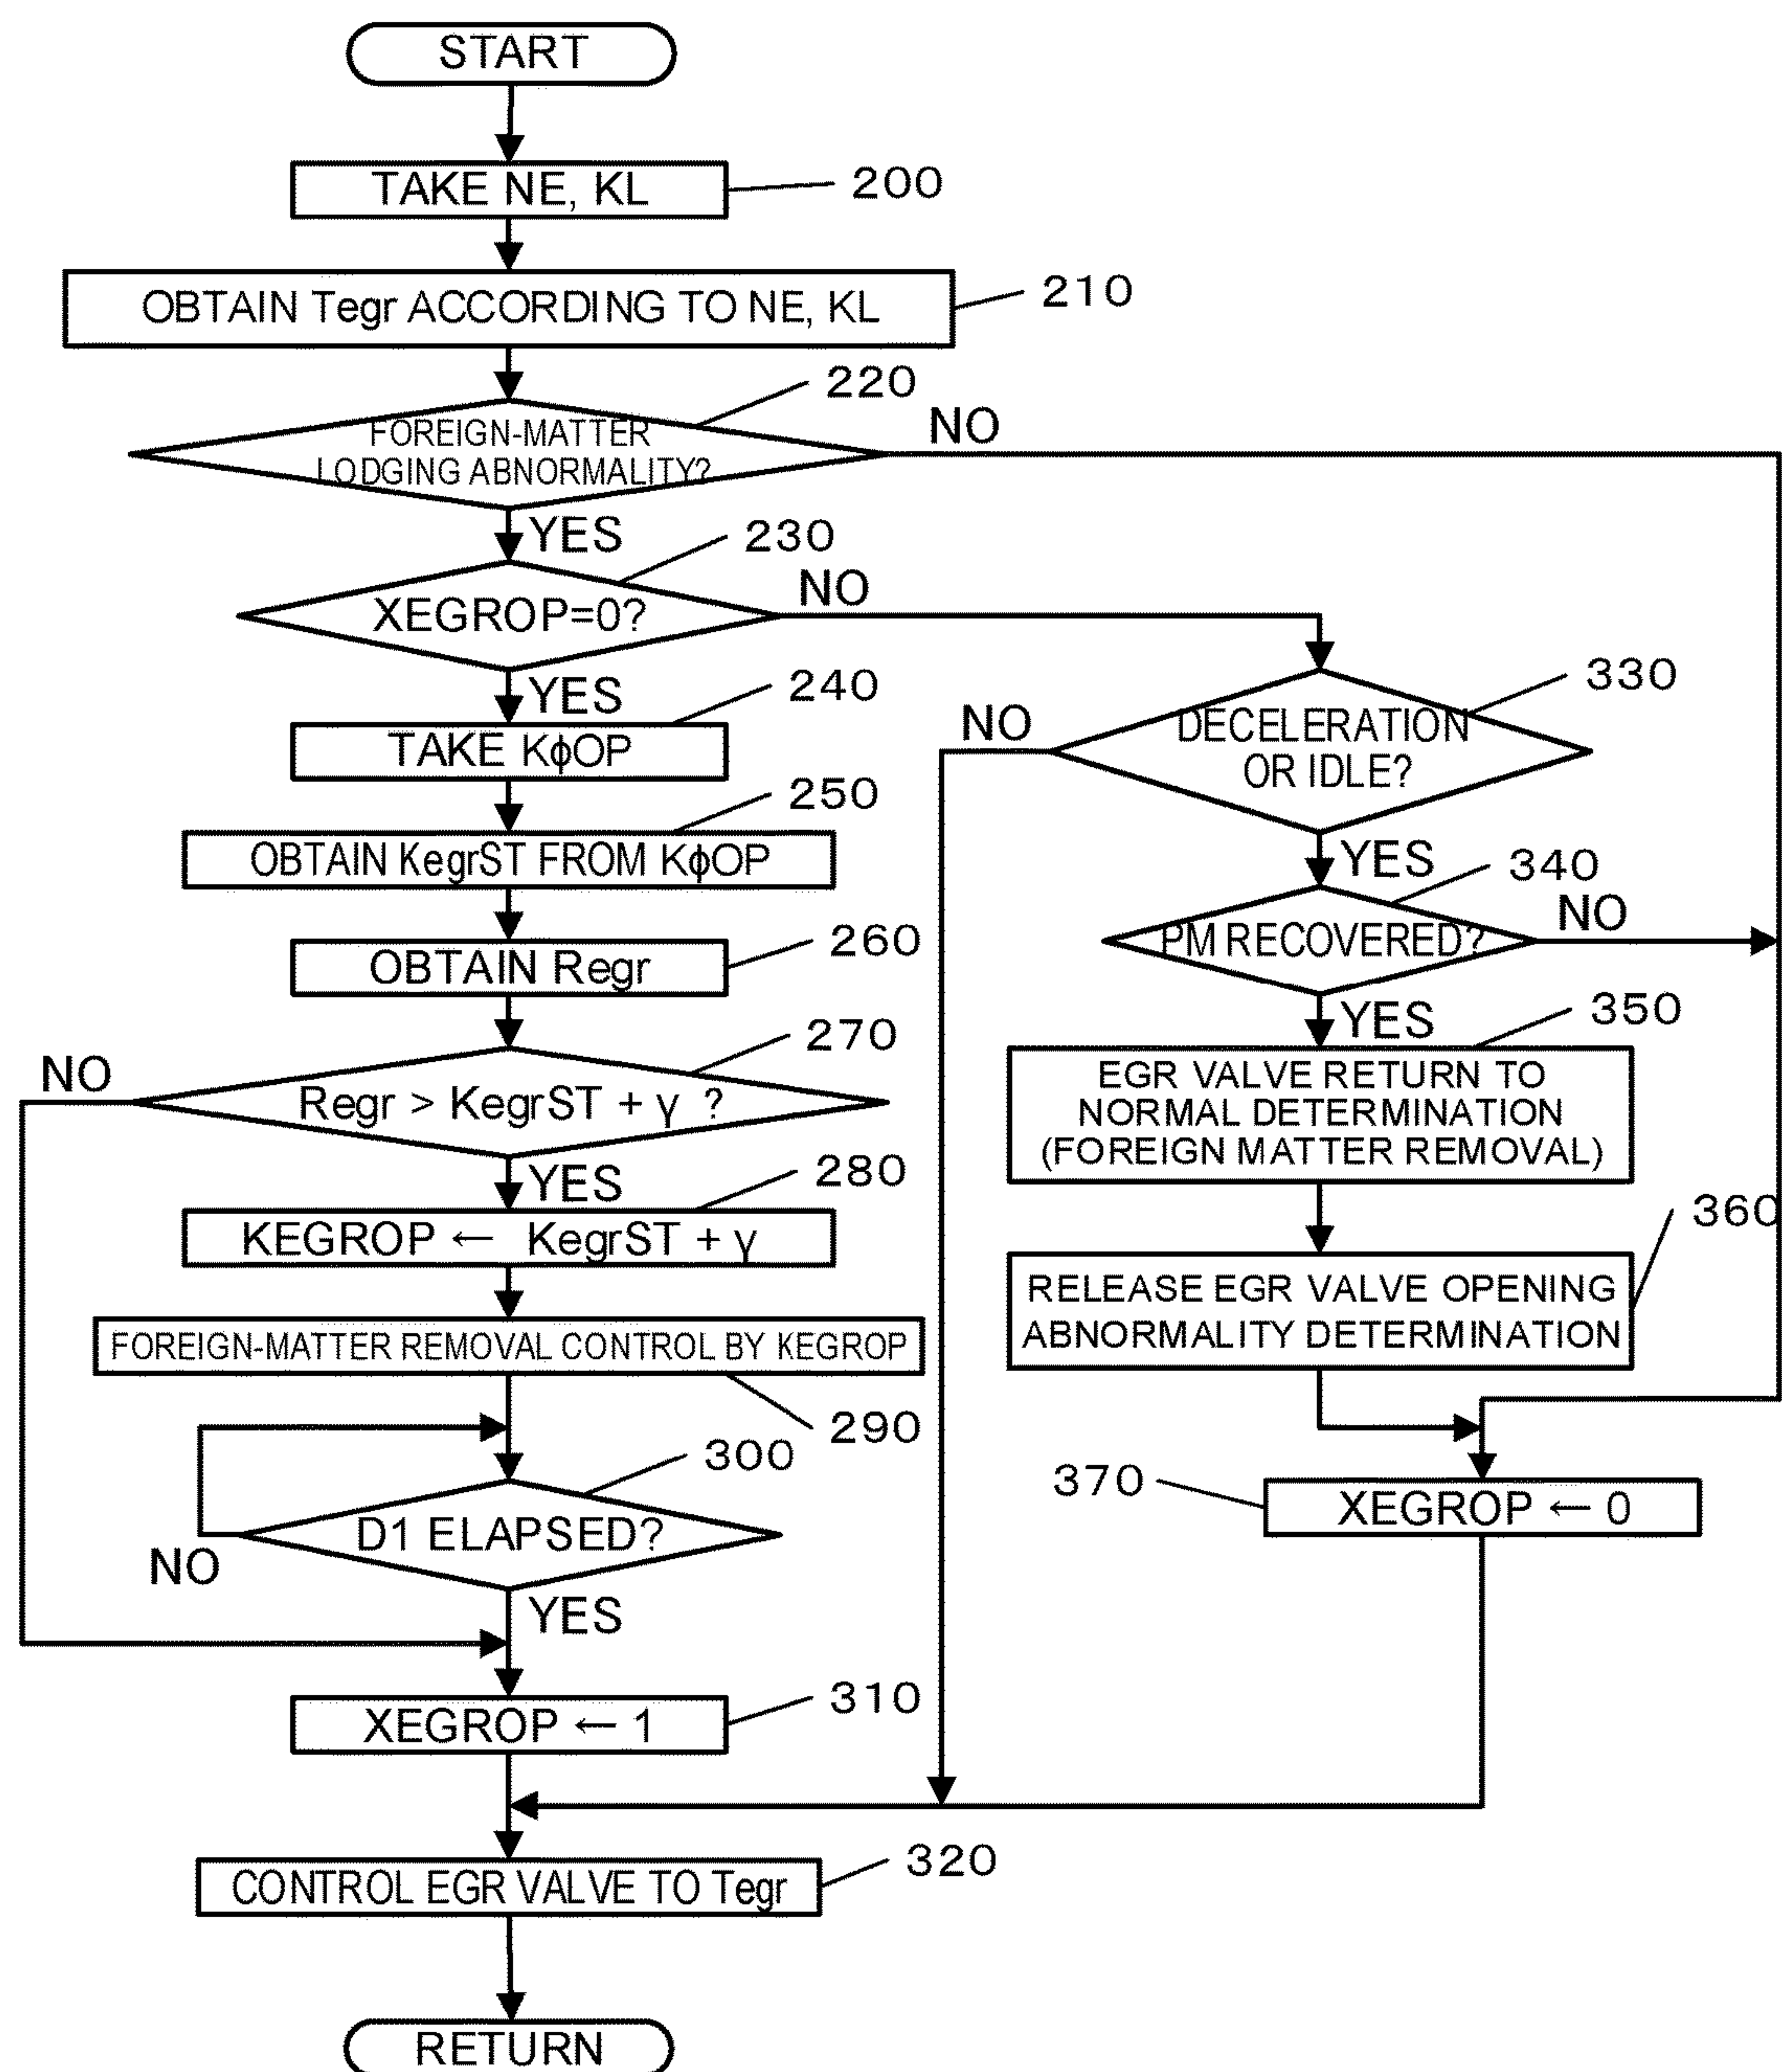 START
TAKE NE, KL
200
OBTAIN Tegr ACCORDING TO NE, KL
210
220
FOREIGN-MATTER
LODGING ABNORMALITY?
NO
YES
230
XEGROP=0?
NO
YES
240
TAKE KϕOP
250
OBTAIN KegrST FROM KϕOP
260
OBTAIN Regr
270
NO
Regr > KegrST + γ ?
YES
280
KEGROP ← KegrST + γ
FOREIGN-MATTER REMOVAL CONTROL BY KEGROP
290
300
D1 ELAPSED?
NO
YES
310
XEGROP ← 1
320
CONTROL EGR VALVE TO Tegr
RETURN
330
NO
DECELERATION
OR IDLE?
YES
340
PM RECOVERED?
NO
YES
350
EGR VALVE RETURN TO
NORMAL DETERMINATION
(FOREIGN MATTER REMOVAL)
360
RELEASE EGR VALVE OPENING
ABNORMALITY DETERMINATION
370
XEGROP ← 0